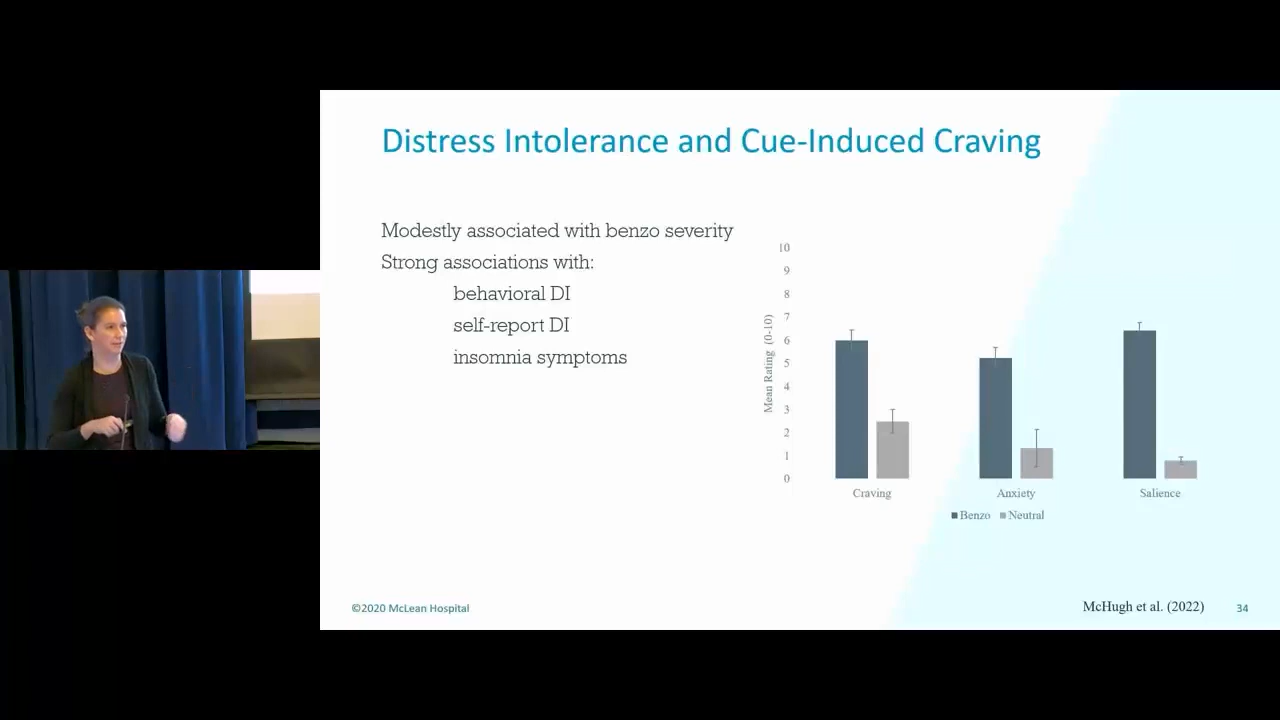 Distress Intolerance and Cue-Induced Craving
Modestly associated with benzo severity
Strong associations with:
behavioral DI
self-report DI
insomnia symptoms
Mean Rating (0-10)
10
9
8
7
6
5
4
3
2
1
0
Craving
Anxiety
Salience
Benzo
Neutral
©2020 McLean Hospital
McHugh et al. (2022)
34